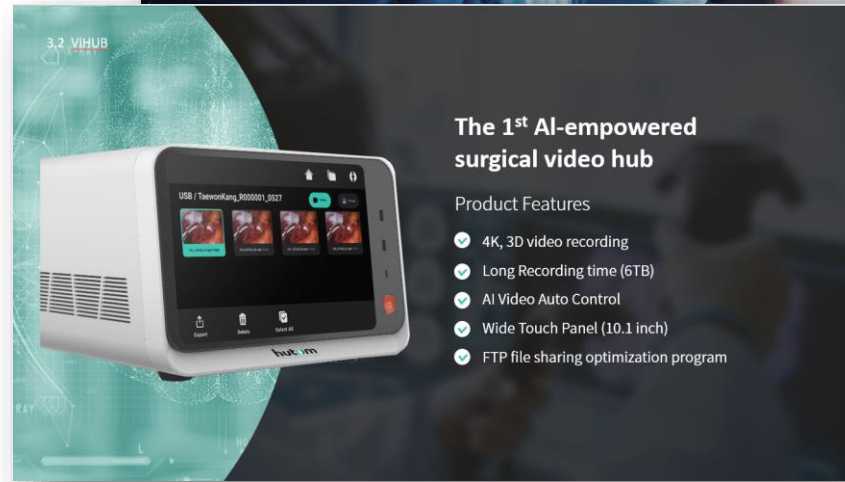 3.2 ViHUB
The 1st AI-empowered
surgical video hub
Product Features
4K, 3D video recording
Long Recording time (6TB)
AI Video Auto Control
Wide Touch Panel (10.1 inch)
FTP file sharing optimization program
USB / TaewonKang_R000001_0527
Export
Delete
Select All
hutom